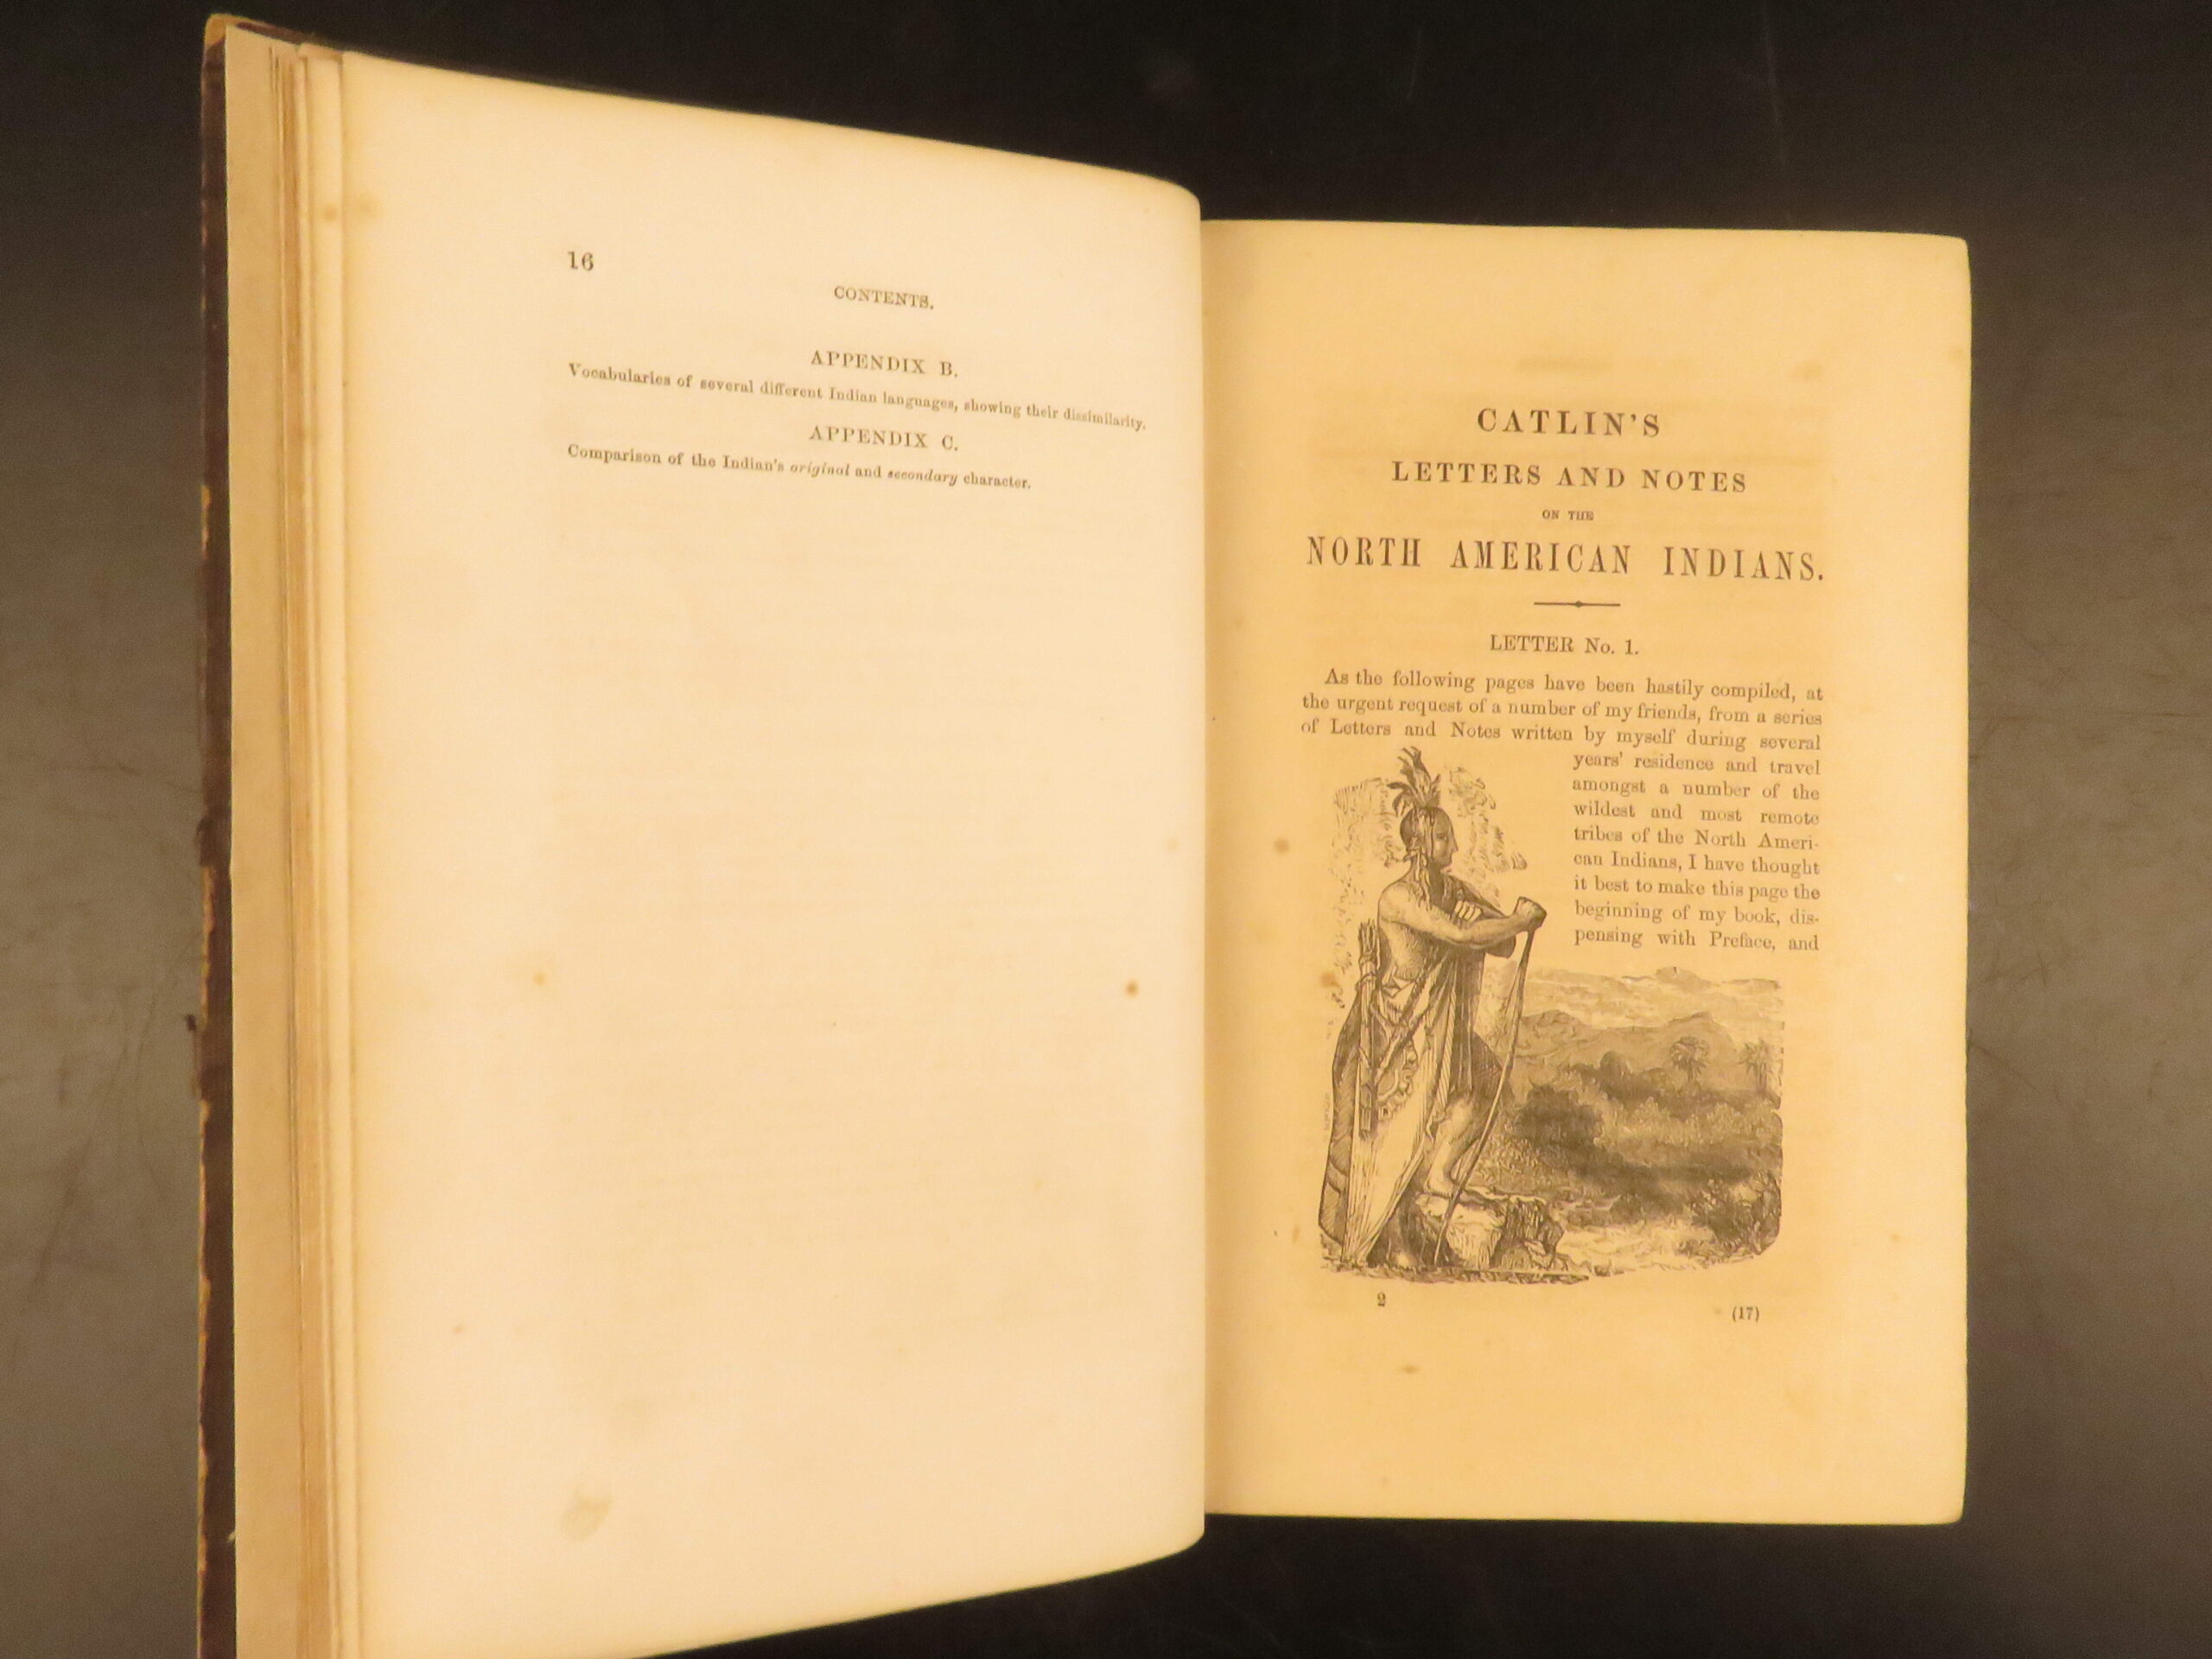 16
CONTENTS.
APPENDIX B.
Vocabularies of several different Indian languages, showing their dissimilarity.
APPENDIX C.
Comparison of the Indian's original and secondary character.
CATLIN'S
LETTERS AND NOTES
ON THE
NORTH AMERICAN INDIANS.
LETTER No. 1.
As the following pages have been hastily compiled, at
the urgent request of a number of my friends, from a series
of Letters and Notes written by myself during several
years' residence and travel
amongst a number of the
wildest and most remote
tribes of the North Ameri-
can Indians, I have thought
it best to make this page the
beginning of my book, dis-
pensing with Preface, and
2
(17)